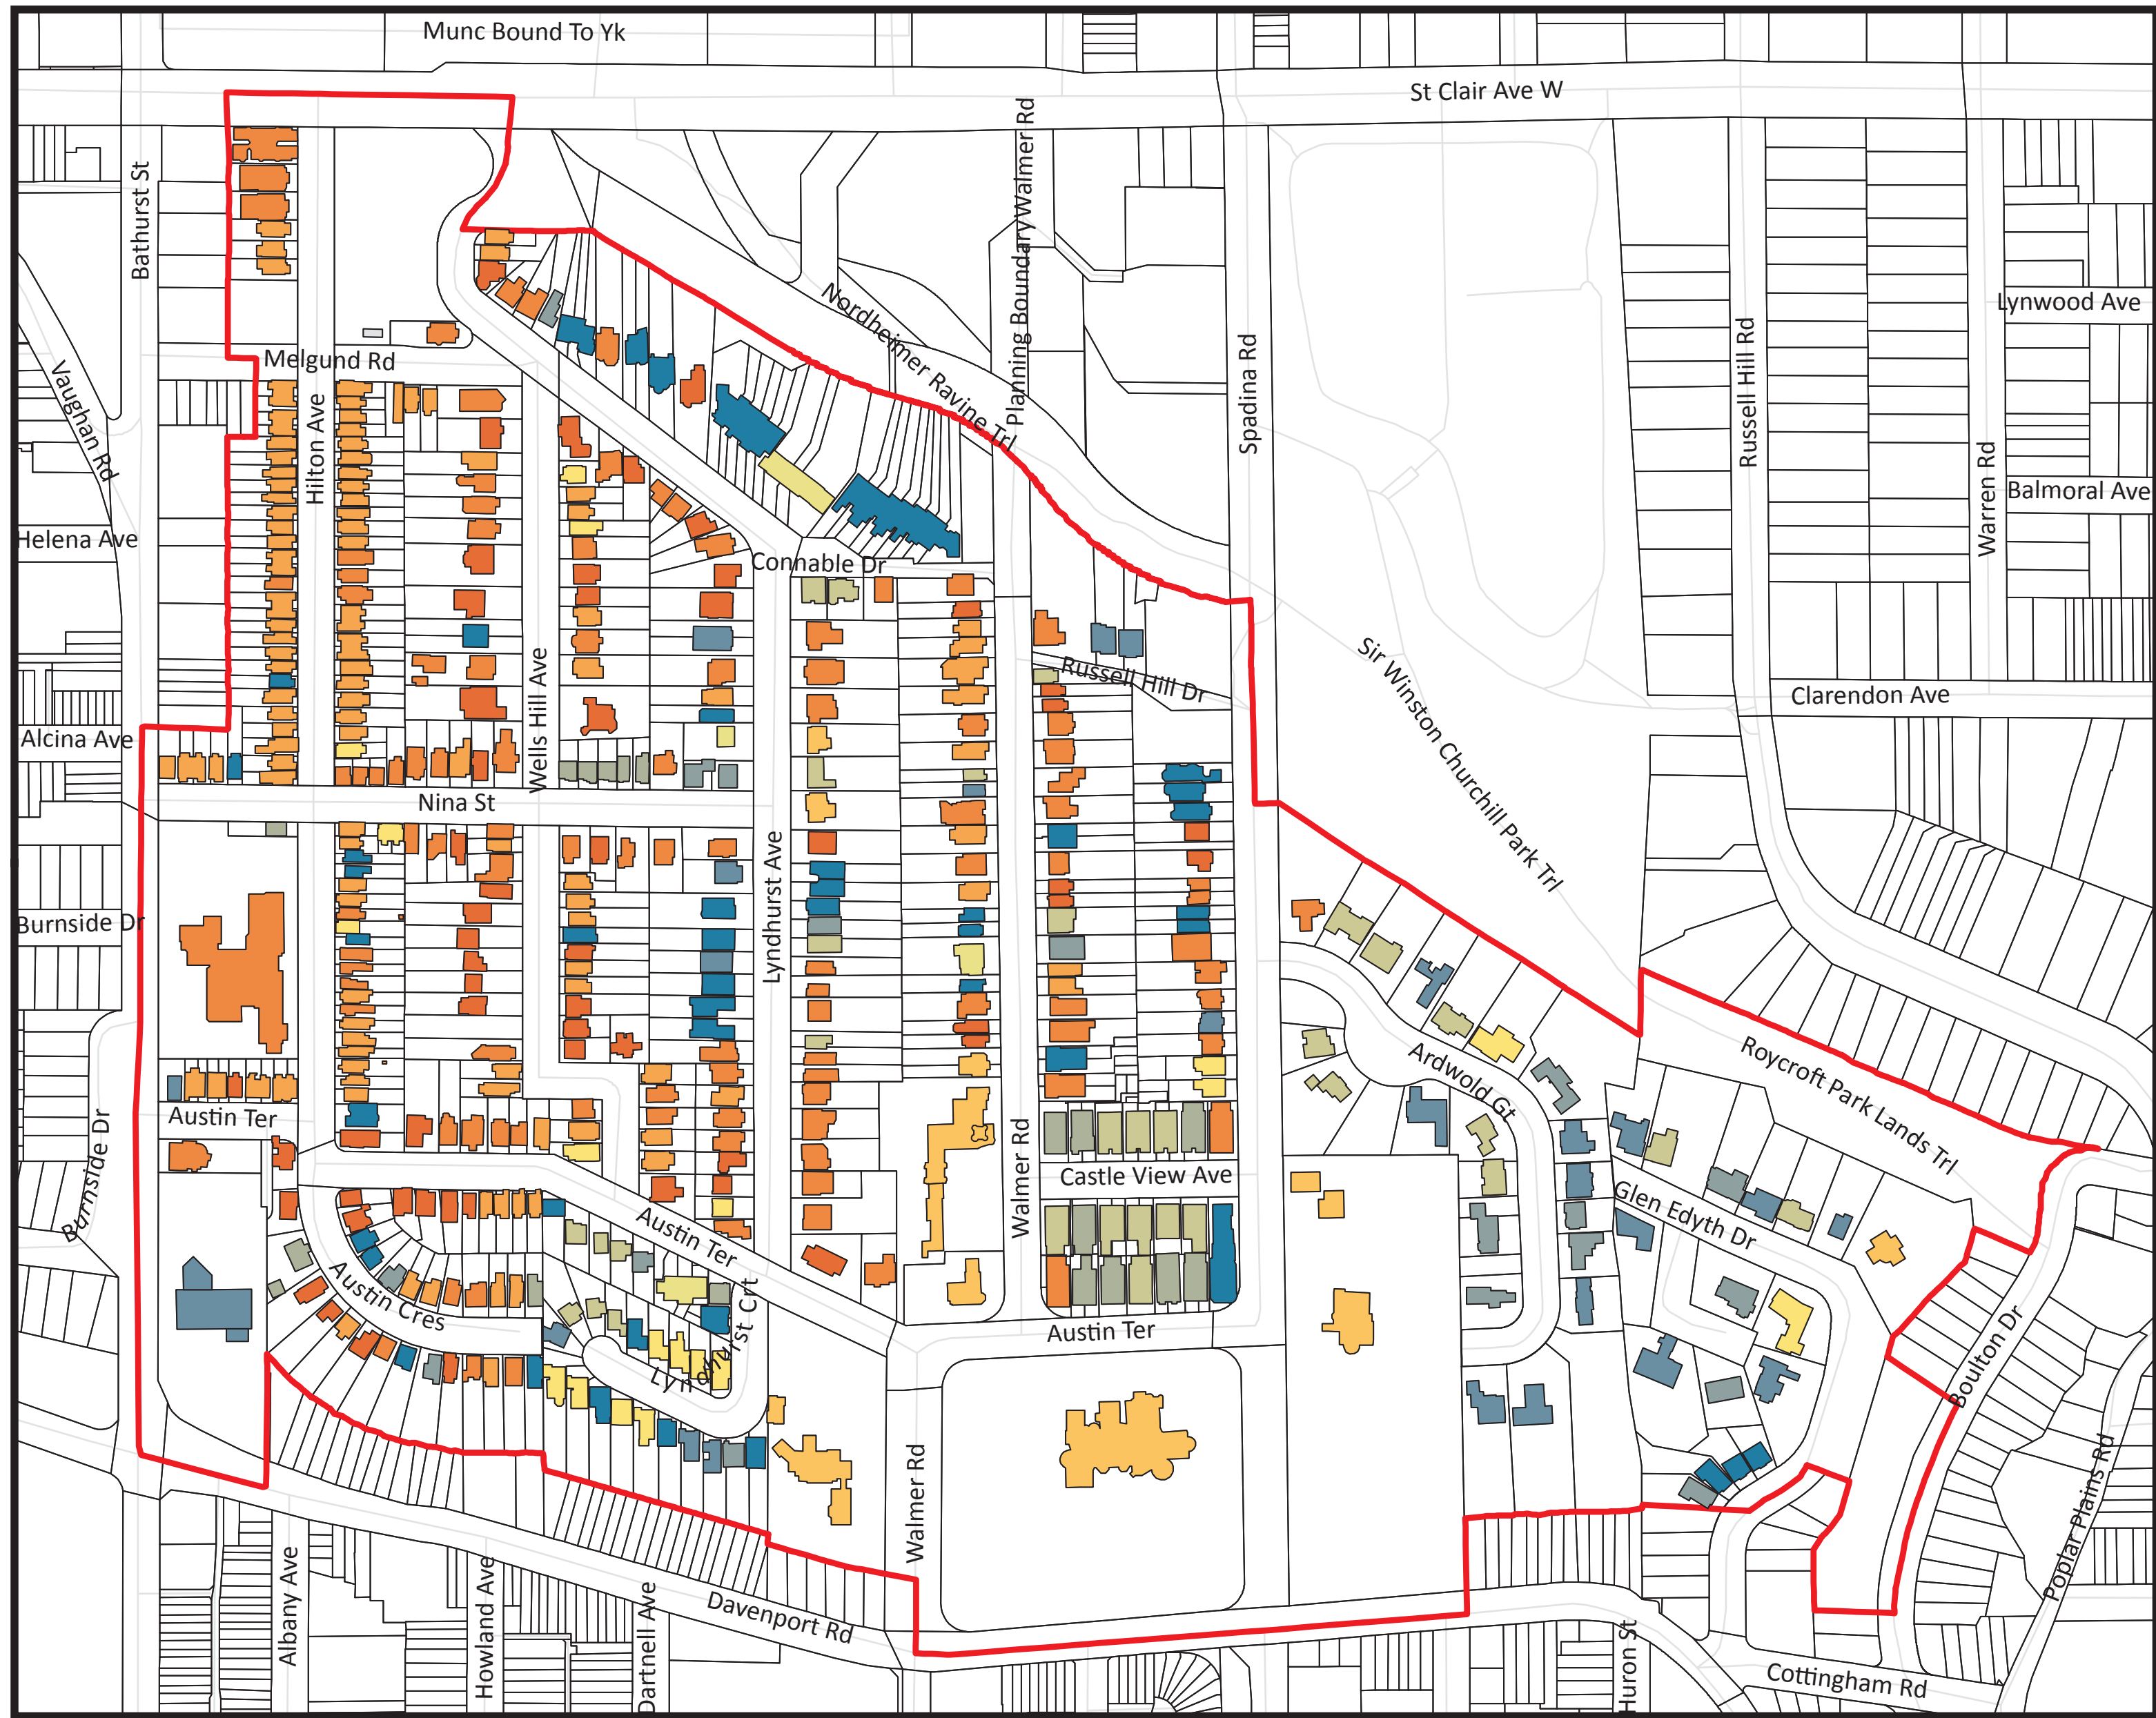 Munc Bound To Yk
St Clair Ave W
Bathurst St
Planning Boundary
Walmer Rd
Nordheimer Ravine Trl
Spadina Rd
Russell Hill Rd
Lynwood Ave
Warren Rd
Balmoral Ave
Vaughan Rd
Melgund Rd
Hilton Ave
Helena Ave
Connable Dr
Russell Hill Dr
Sir Winston Churchill Park Trl
Clarendon Ave
Alcina Ave
Wells Hill Ave
Nina St
Lyndhurst Ave
Burnside Dr
Ardwold Gt
Roycroft Park Lands Trl
Austin Ter
Burnside Dr
Walmer Rd
Castle View Ave
Glen Edyth Dr
Austin Ter
Austin Cres
Lyndhurst Crt
Austin Ter
Boulton Dr
Walmer Rd
Poplar Plains Rd
Albany Ave
Howland Ave
Dartnell Ave
Davenport Rd
Huron St
Cottingham Rd